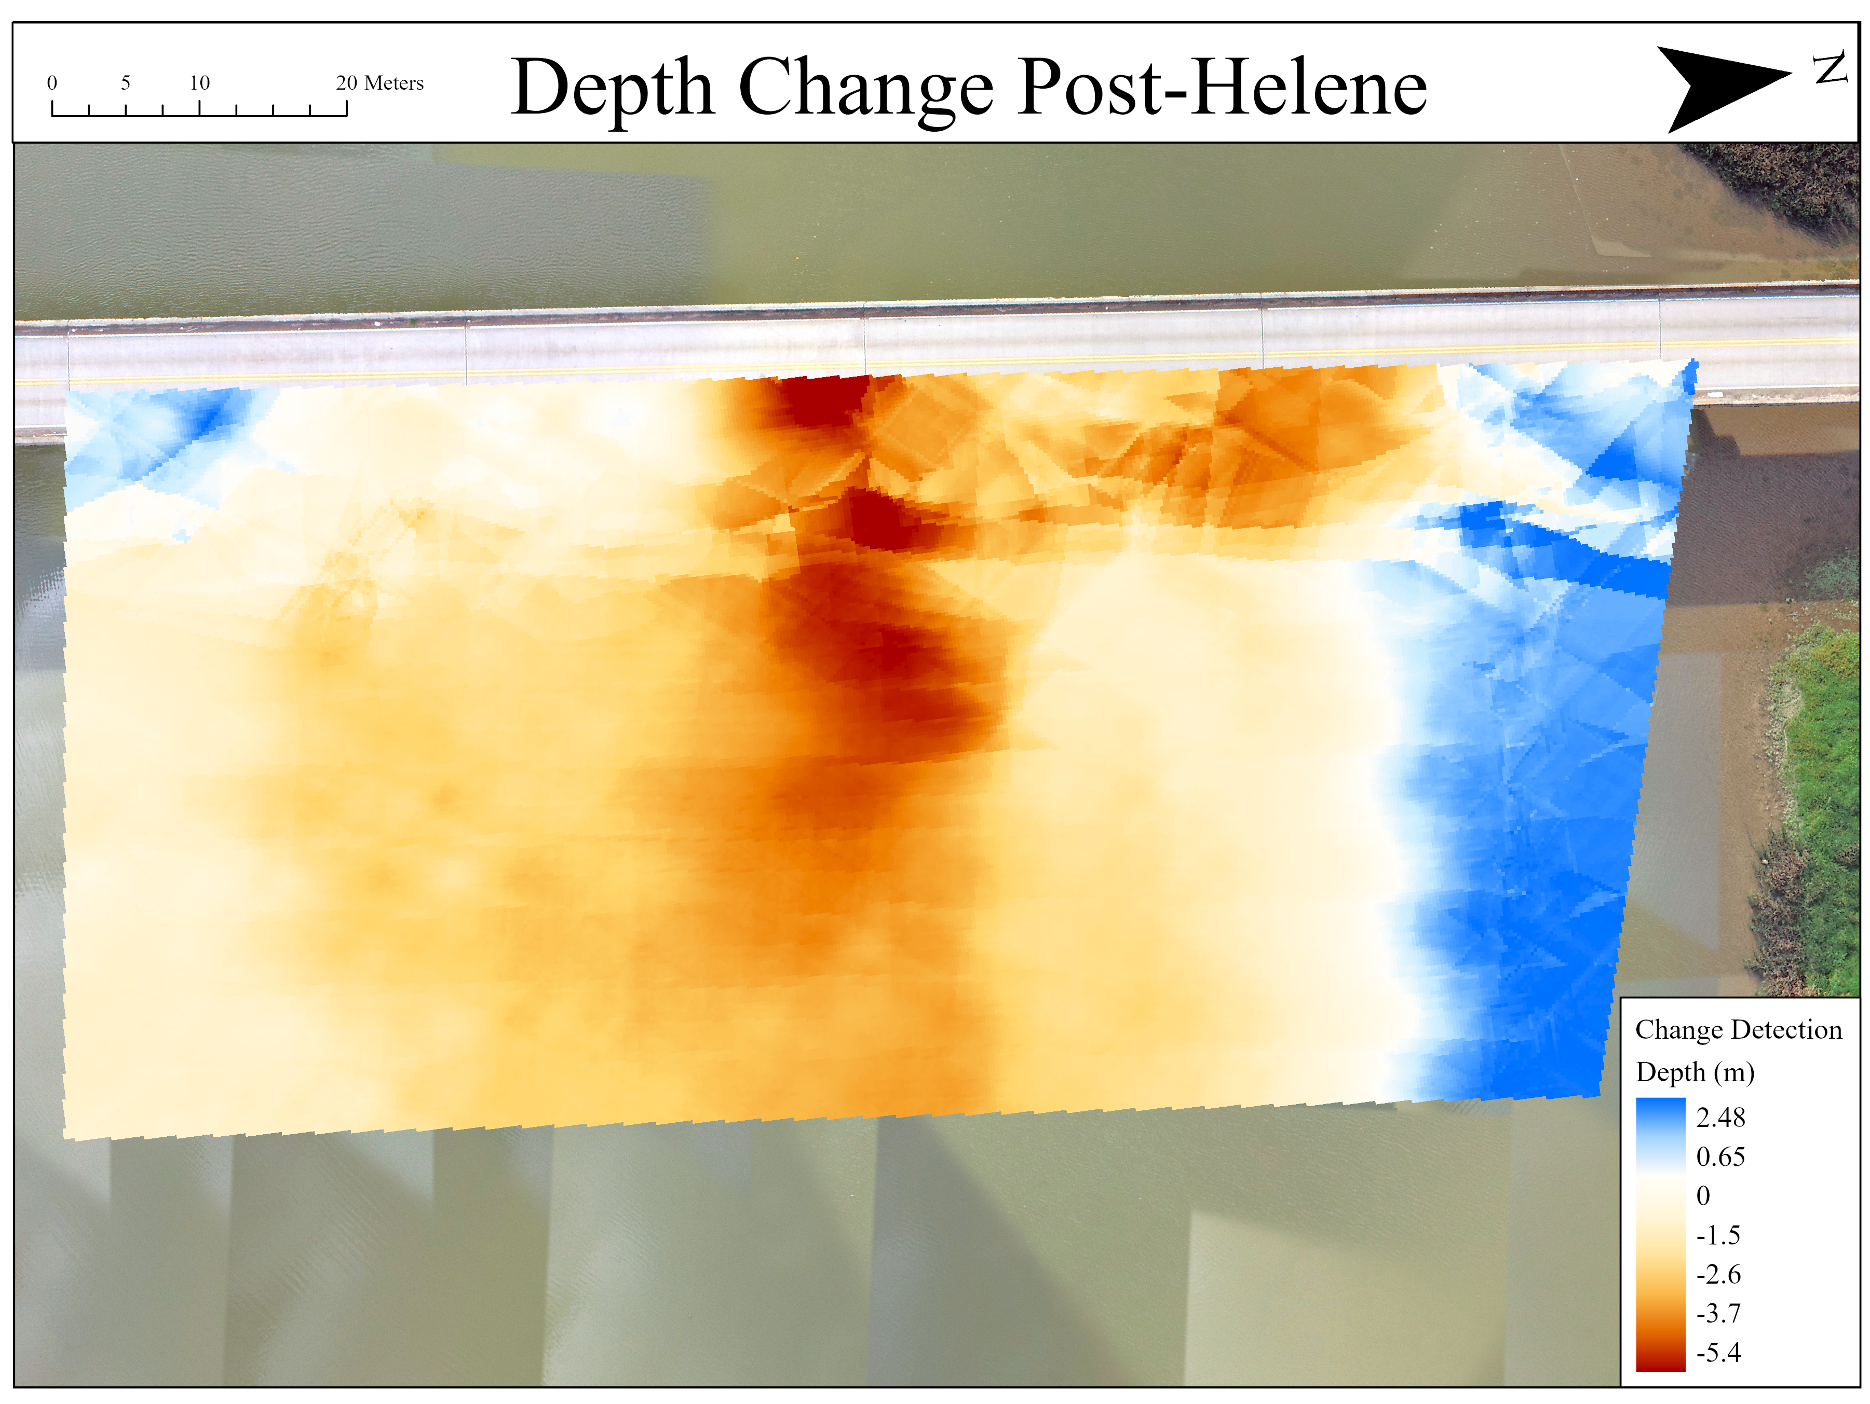 0 5 10 20 Meters
Depth Change Post-Helene
N
Change Detection
Depth (m)
2.48
0.65
0
-1.5
-2.6
-3.7
-5.4